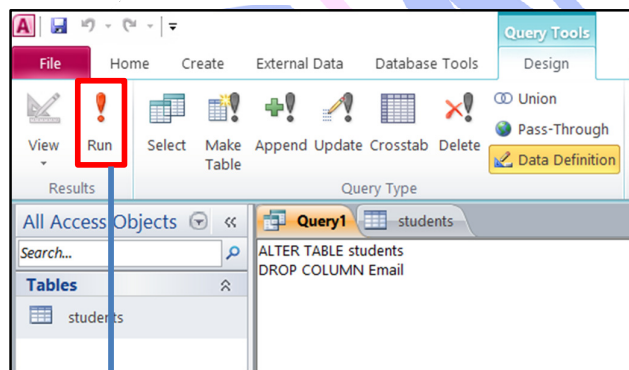 A
Query Tools
File Home Create External Data Database Tools Design
View Run Select Make Table Append Update Crosstab Delete
Union
Pass-Through
Data Definition
Results Query Type
All Access Objects «
Query1 students
Search...
ALTER TABLE students
DROP COLUMN Email
Tables
students